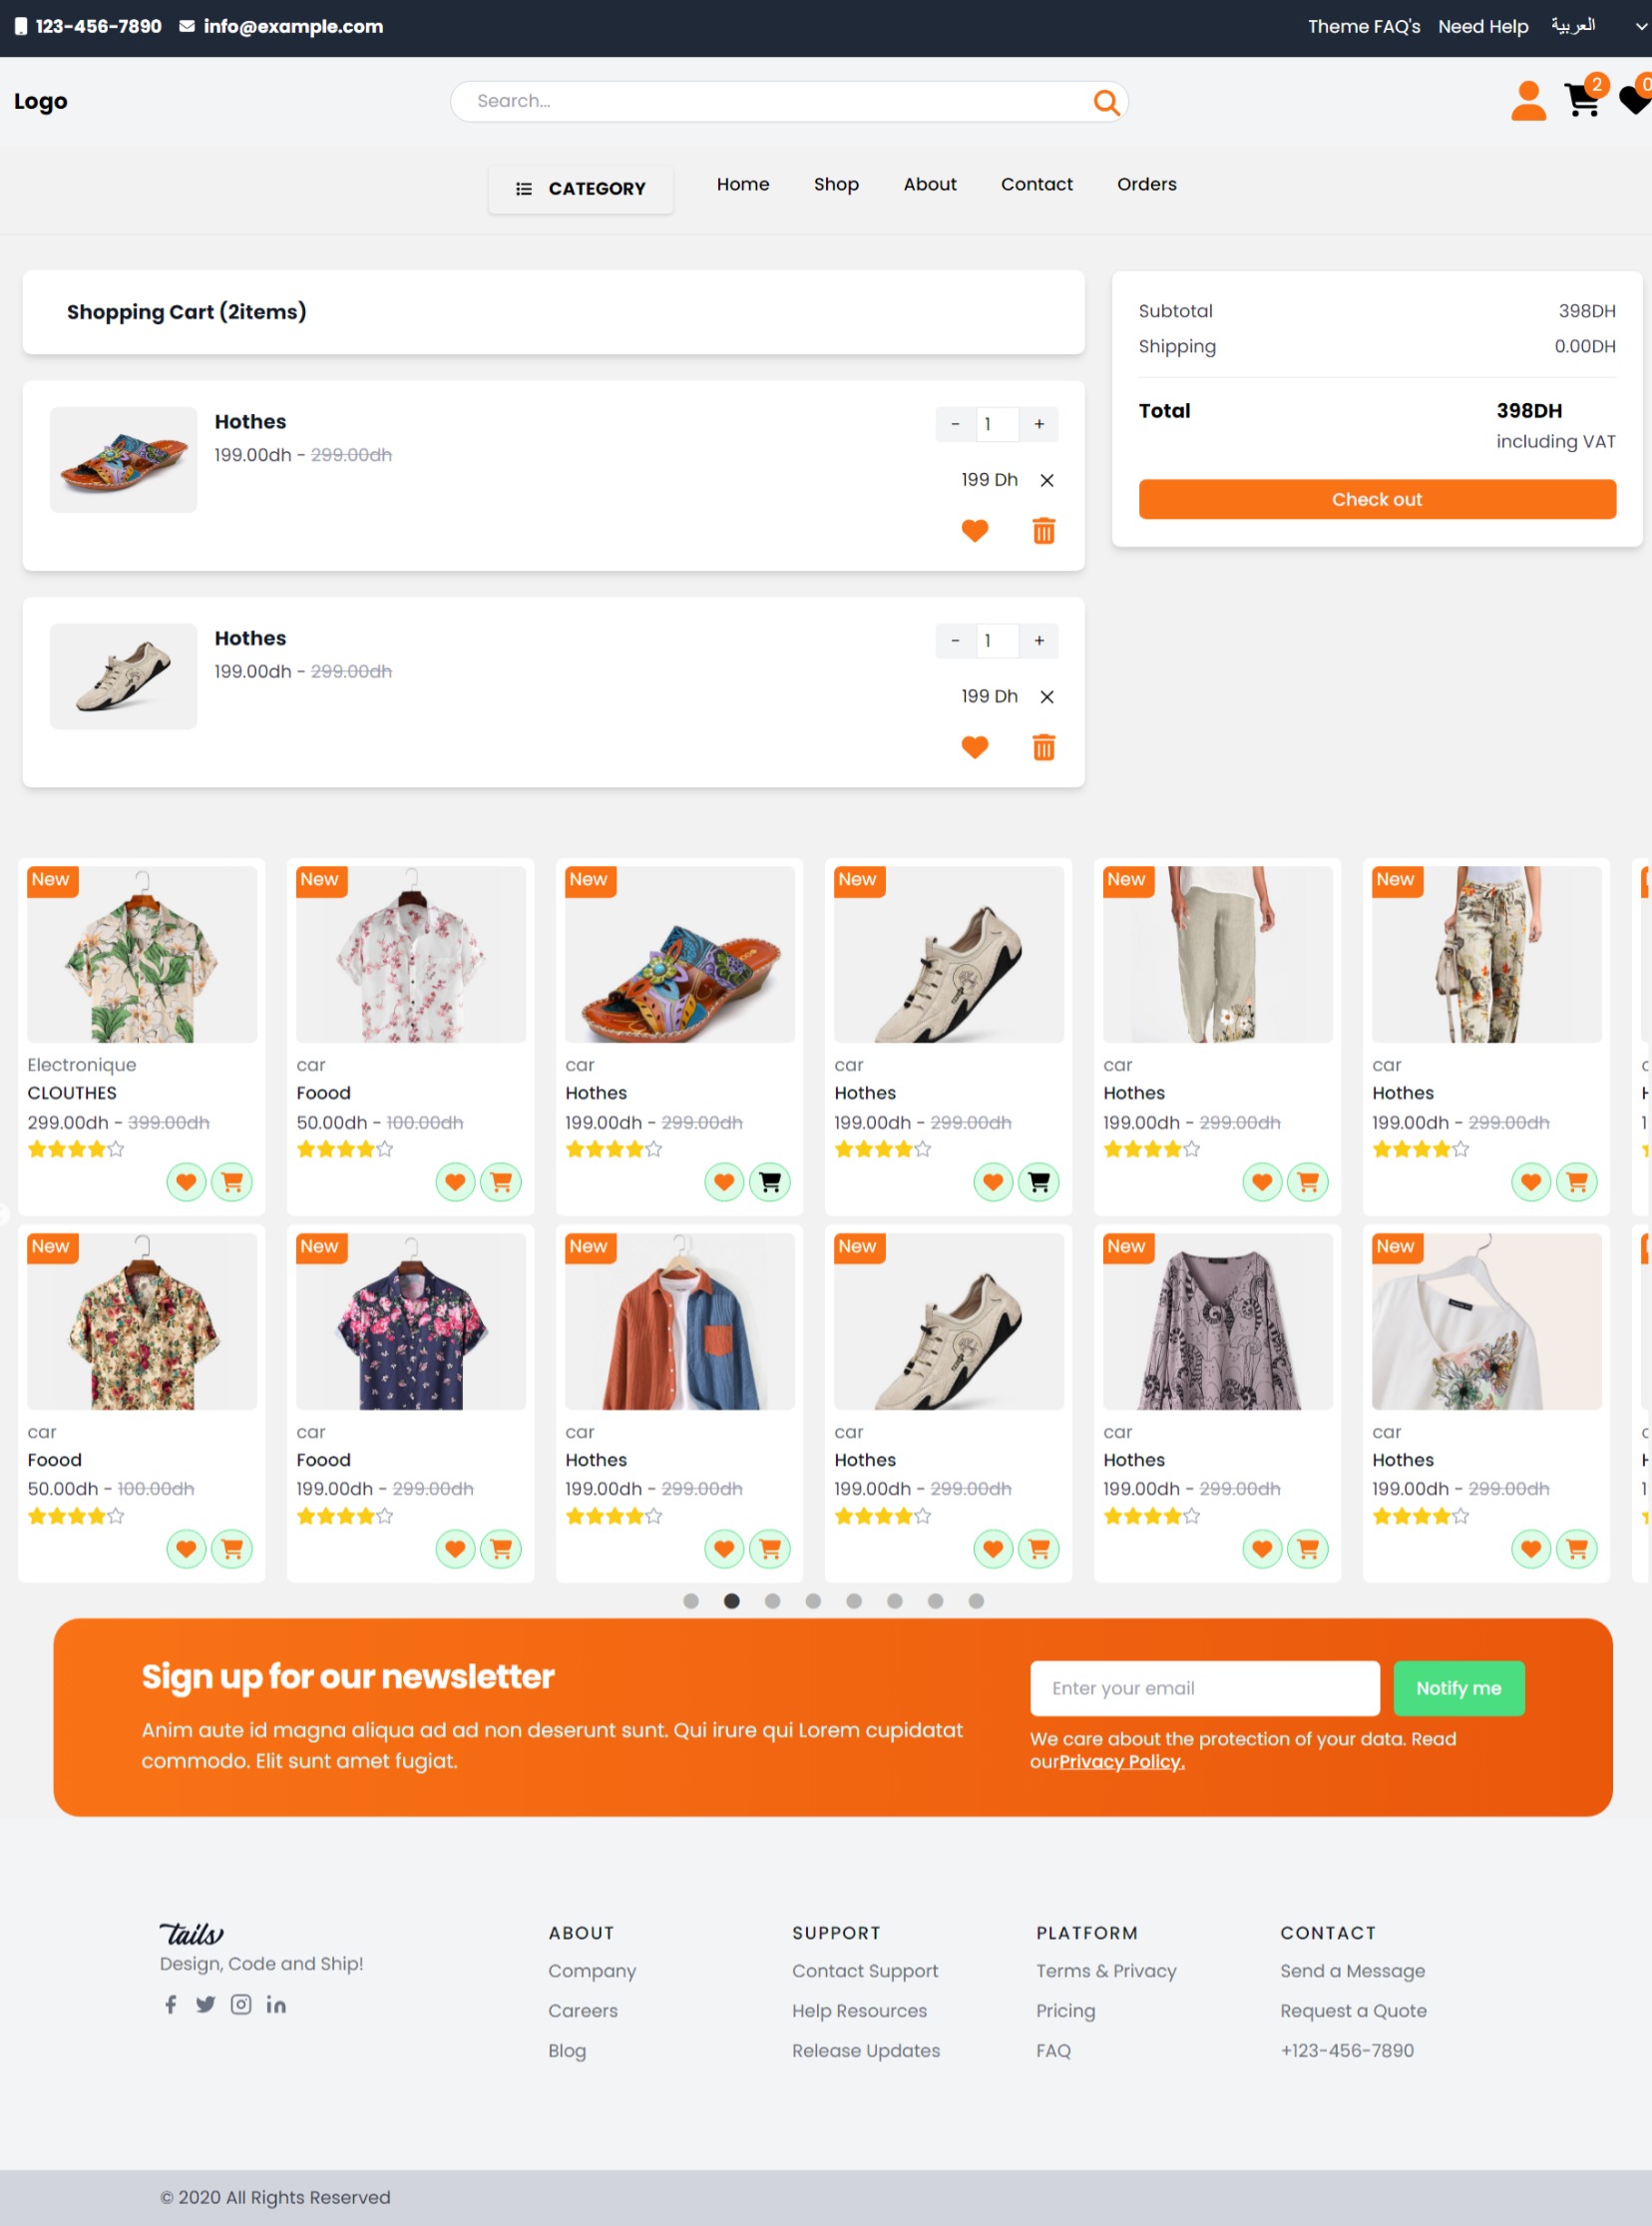 123-456-7890 info@example.com Theme FAQ's Need Help العربية
Logo Search... 2 0
CATEGORY Home Shop About Contact Orders
Shopping Cart (2items)
Subtotal 398DH
Shipping 0.00DH
Total 398DH
including VAT
Check out
Hothes
199.00dh - 299.00dh
- 1 +
199 Dh
Hothes
199.00dh - 299.00dh
- 1 +
199 Dh
New New New New New New
Electronique car car car car car
CLOUTHES Foood Hothes Hothes Hothes Hothes
299.00dh - 399.00dh 50.00dh - 100.00dh 199.00dh - 299.00dh 199.00dh - 299.00dh 199.00dh - 299.00dh 199.00dh - 299.00dh
New New New New New New
car car car car car car
Foood Foood Hothes Hothes Hothes Hothes
50.00dh - 100.00dh 199.00dh - 299.00dh 199.00dh - 299.00dh 199.00dh - 299.00dh 199.00dh - 299.00dh 199.00dh - 299.00dh
Sign up for our newsletter
Anim aute id magna aliqua ad ad non deserunt sunt. Qui irure qui Lorem cupidatat
commodo. Elit sunt amet fugiat.
Enter your email Notify me
We care about the protection of your data. Read
ourPrivacy Policy.
Tails
Design, Code and Ship!
ABOUT
Company
Careers
Blog
SUPPORT
Contact Support
Help Resources
Release Updates
PLATFORM
Terms & Privacy
Pricing
FAQ
CONTACT
Send a Message
Request a Quote
+123-456-7890
© 2020 All Rights Reserved